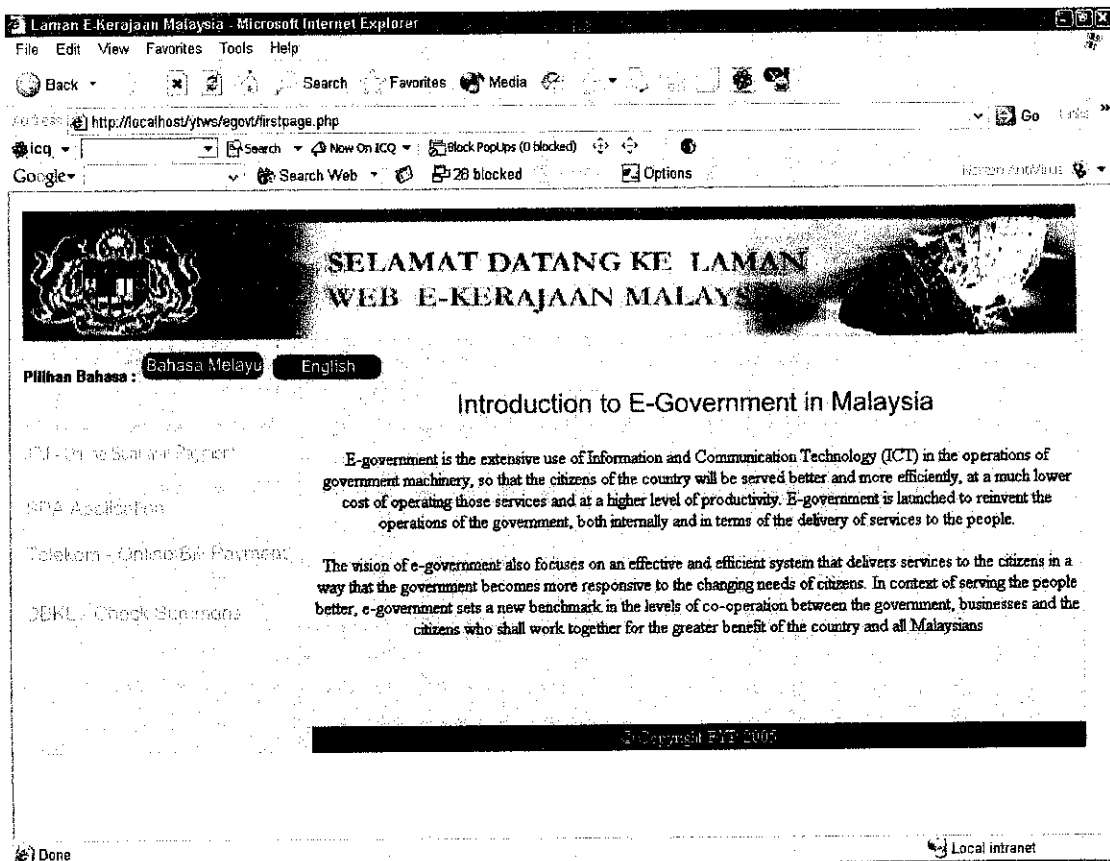 Laman E-Kerajaan Malaysia - Microsoft Internet Explorer
File Edit View Favorites Tools Help
Back Search Favorites Media
Address http://localhost/ytws/egovt/firstpage.php Go Links »
icq Search Now On ICQ Block PopUps (0 blocked)
Google Search Web 28 blocked Options Norton AntiVirus
SELAMAT DATANG KE LAMAN
WEB E-KERAJAAN MALAYSIA
Pilihan Bahasa : Bahasa Melayu English
Introduction to E-Government in Malaysia
Online Summon Payment
Application
Telekom - Online Bill Payment
DBKL - Check Summons
E-government is the extensive use of Information and Communication Technology (ICT) in the operations of
government machinery, so that the citizens of the country will be served better and more efficiently, at a much lower
cost of operating those services and at a higher level of productivity. E-government is launched to reinvent the
operations of the government, both internally and in terms of the delivery of services to the people.
The vision of e-government also focuses on an effective and efficient system that delivers services to the citizens in a
way that the government becomes more responsive to the changing needs of citizens. In context of serving the people
better, e-government sets a new benchmark in the levels of co-operation between the government, businesses and the
citizens who shall work together for the greater benefit of the country and all Malaysians
© Copyright FYP 2005
Done Local intranet